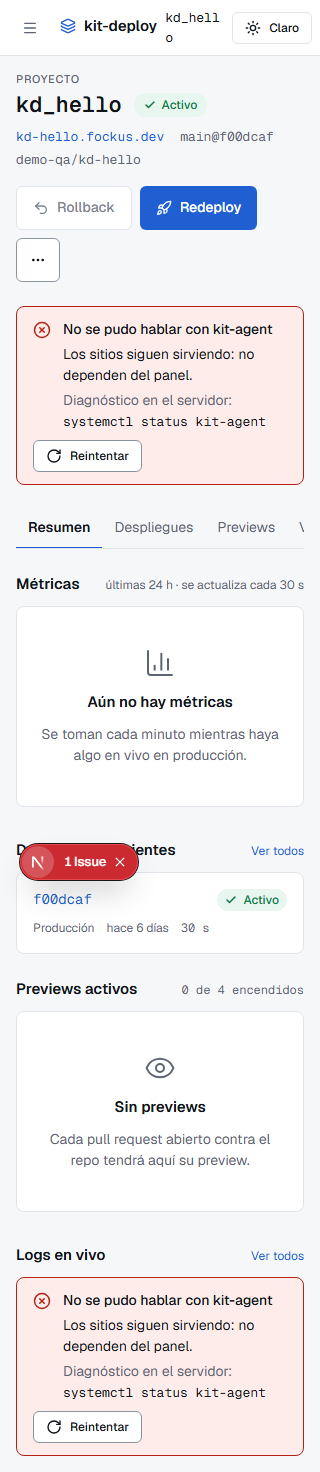 kit-deploy
kd_hell
o
Claro
PROYECTO
kd_hello
Activo
kd-hello.fockus.dev main@f00dcaf
demo-qa/kd-hello
Rollback
Redeploy
...
No se pudo hablar con kit-agent
Los sitios siguen sirviendo: no
dependen del panel.
Diagnóstico en el servidor:
systemctl status kit-agent
Reintentar
Resumen Despliegues Previews
Métricas
últimas 24 h · se actualiza cada 30 s
Aún no hay métricas
Se toman cada minuto mientras haya
algo en vivo en producción.
Ver todos
N 1 Issue
f00dcaf
Activo
Producción hace 6 días 30 s
Previews activos
0 de 4 encendidos
Sin previews
Cada pull request abierto contra el
repo tendrá aquí su preview.
Logs en vivo
Ver todos
No se pudo hablar con kit-agent
Los sitios siguen sirviendo: no
dependen del panel.
Diagnóstico en el servidor:
systemctl status kit-agent
Reintentar